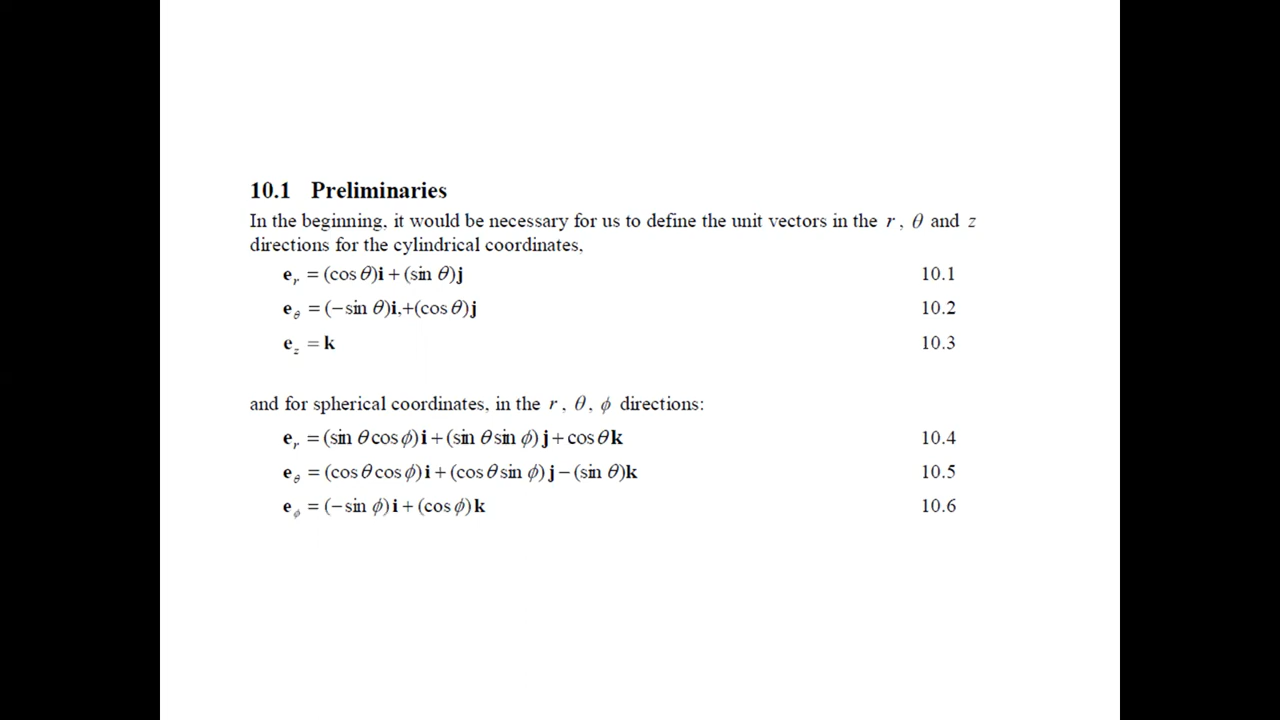 10.1 Preliminaries
In the beginning, it would be necessary for us to define the unit vectors in the r , θ and z
directions for the cylindrical coordinates,
e_r = (cos θ)i + (sin θ)j 10.1
e_θ = (−sin θ)i,+(cos θ)j 10.2
e_z = k 10.3
and for spherical coordinates, in the r , θ , ϕ directions:
e_r = (sin θ cos ϕ)i + (sin θ sin ϕ)j + cos θ k 10.4
e_θ = (cos θ cos ϕ)i + (cos θ sin ϕ)j − (sin θ)k 10.5
e_ϕ = (−sin ϕ)i + (cos ϕ)k 10.6